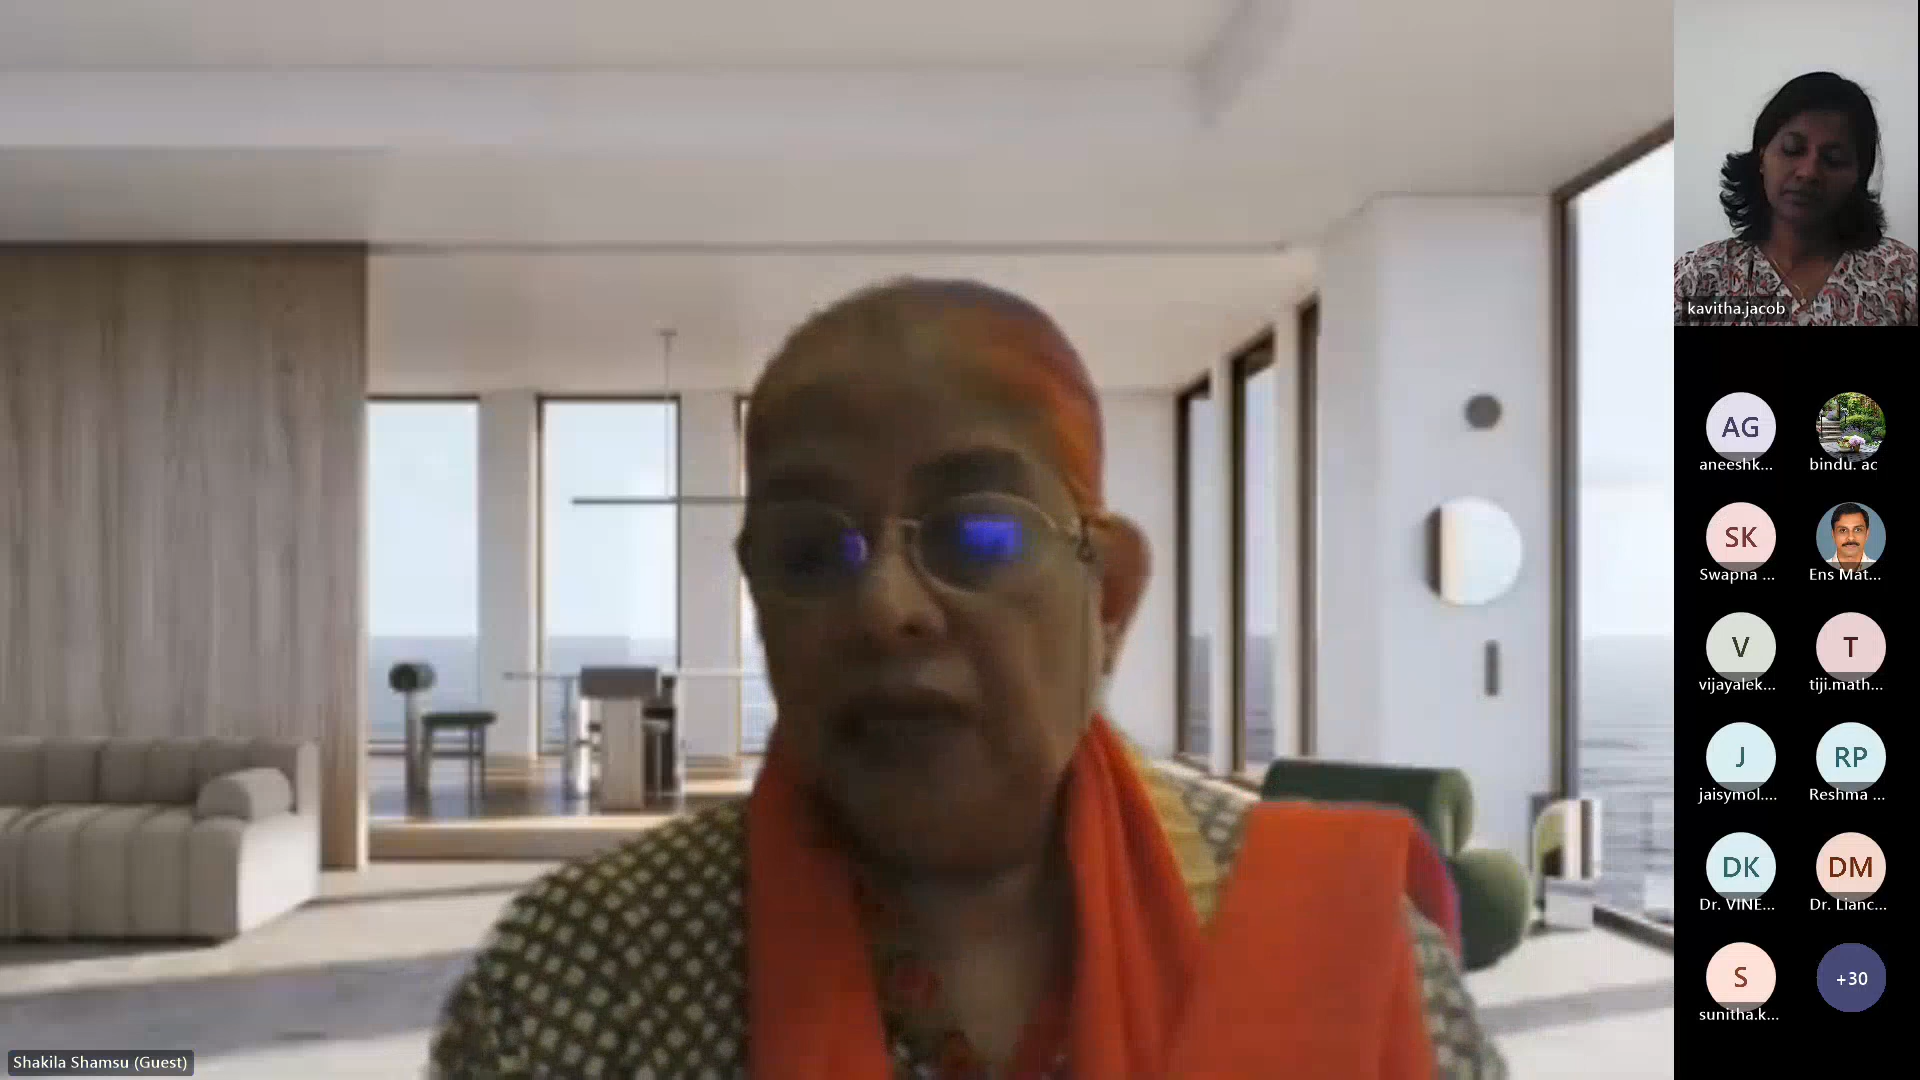 kavitha.jacob
AG
aneeshk...
bindu. ac
SK
Swapna ...
Ens Mat...
V
vijayalek...
T
tiji.math...
J
jaisymol....
RP
Reshma ...
DK
Dr. VINE...
DM
Dr. Lianc...
S
sunitha.k...
+30
Shakila Shamsu (Guest)